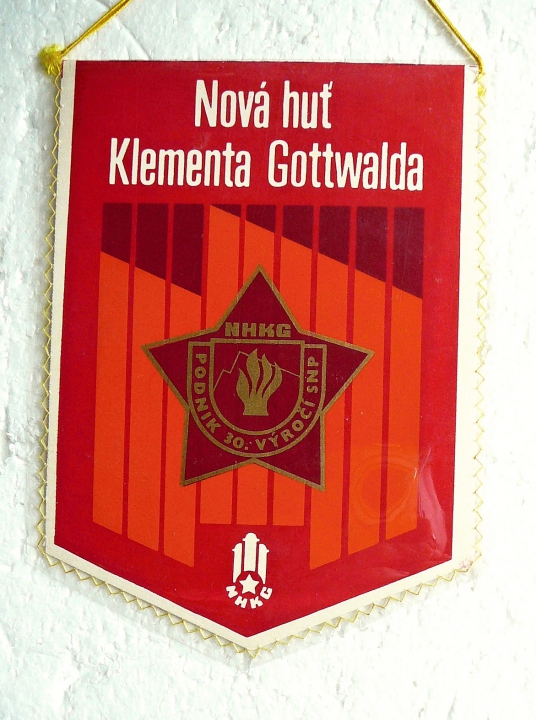 Nová huť
Klementa Gottwalda
NHKG
PODNIK 30. VÝROČÍ SNP
NHKG